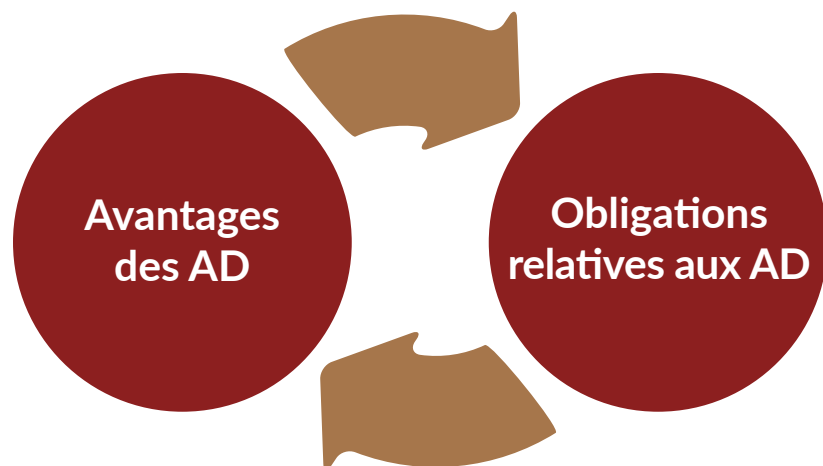 Avantages
des AD
Obligations
relatives aux AD